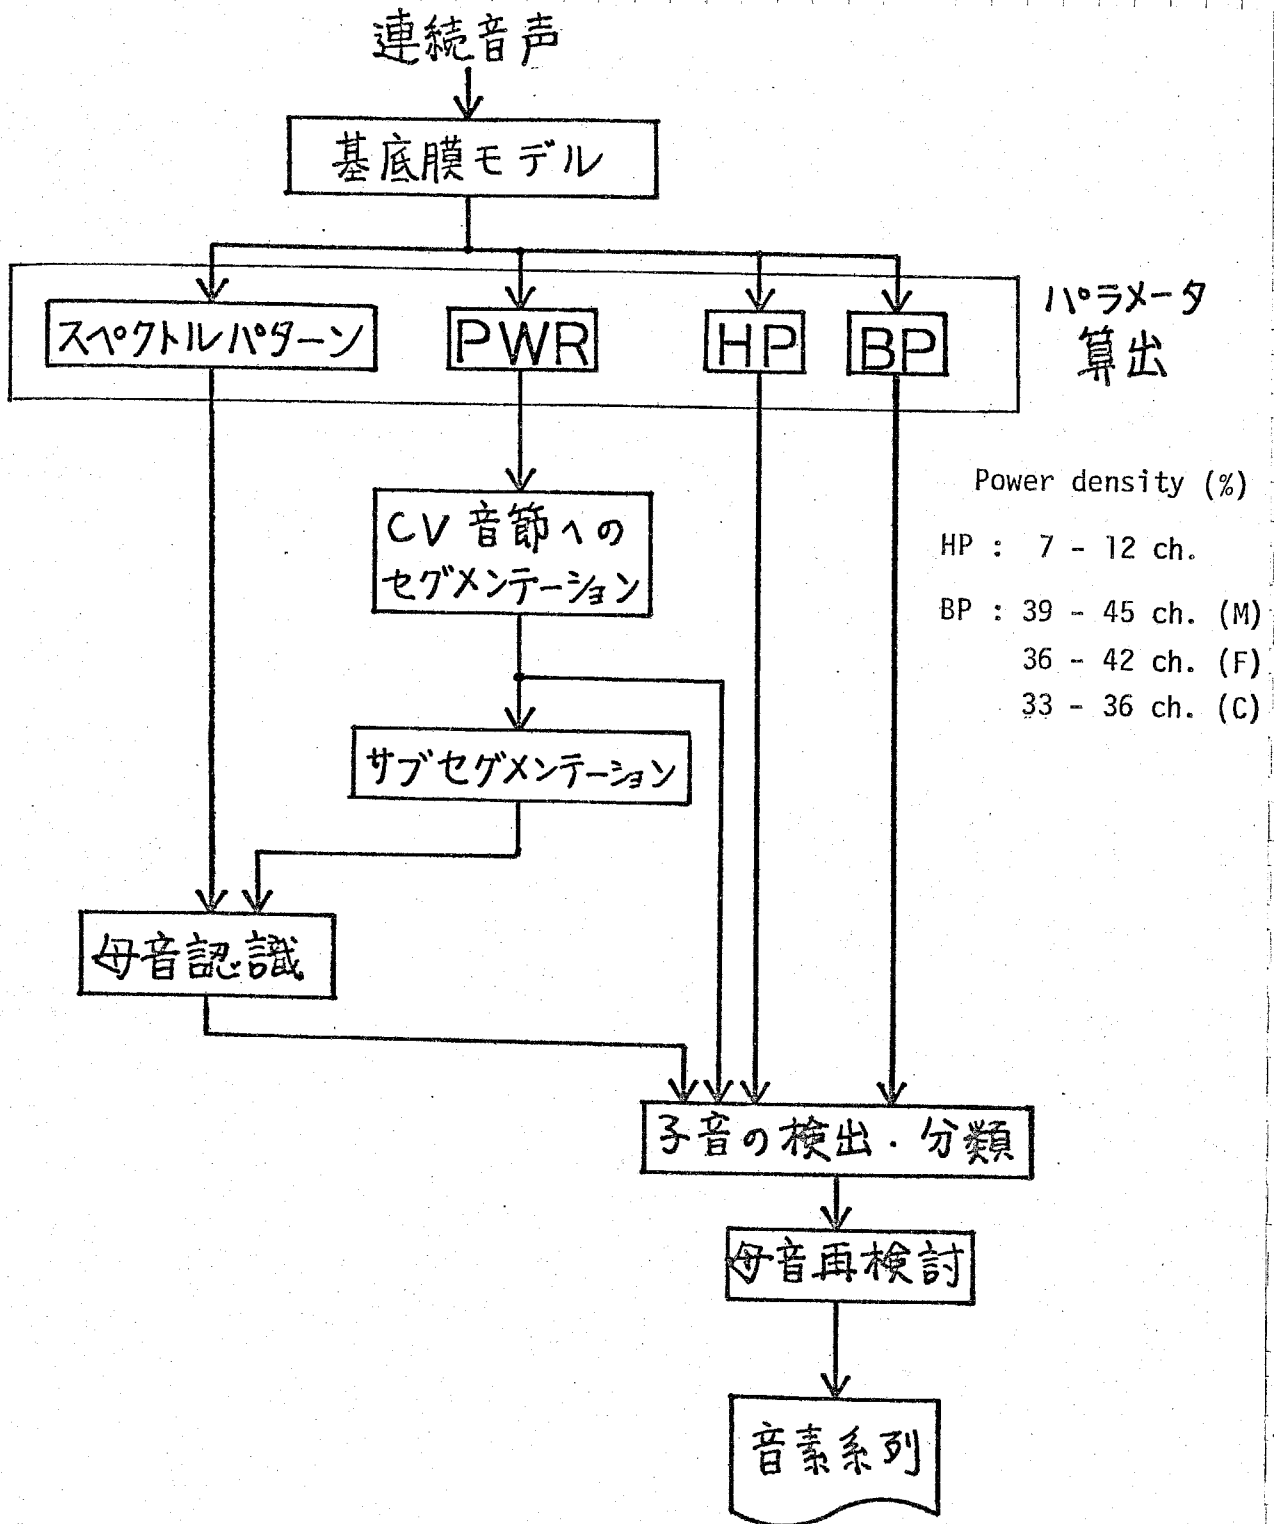 連続音声
基底膜モデル
スペクトルパターン
PWR
HP
BP
パラメータ
算出
CV音節への
セグメンテーション
Power density (%)
HP : 7 - 12 ch.
BP : 39 - 45 ch. (M)
36 - 42 ch. (F)
33 - 36 ch. (C)
サブセグメンテーション
母音認識
子音の検出・分類
母音再検討
音素系列